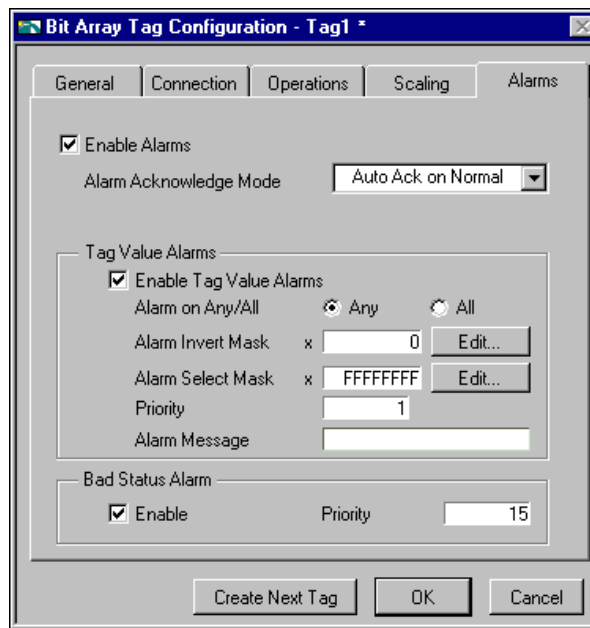 Bit Array Tag Configuration - Tag1 *
General Connection Operations Scaling Alarms
Enable Alarms
Alarm Acknowledge Mode Auto Ack on Normal
Tag Value Alarms
Enable Tag Value Alarms
Alarm on Any/All Any All
Alarm Invert Mask x 0 Edit...
Alarm Select Mask x FFFFFFFF Edit...
Priority 1
Alarm Message
Bad Status Alarm
Enable Priority 15
Create Next Tag OK Cancel